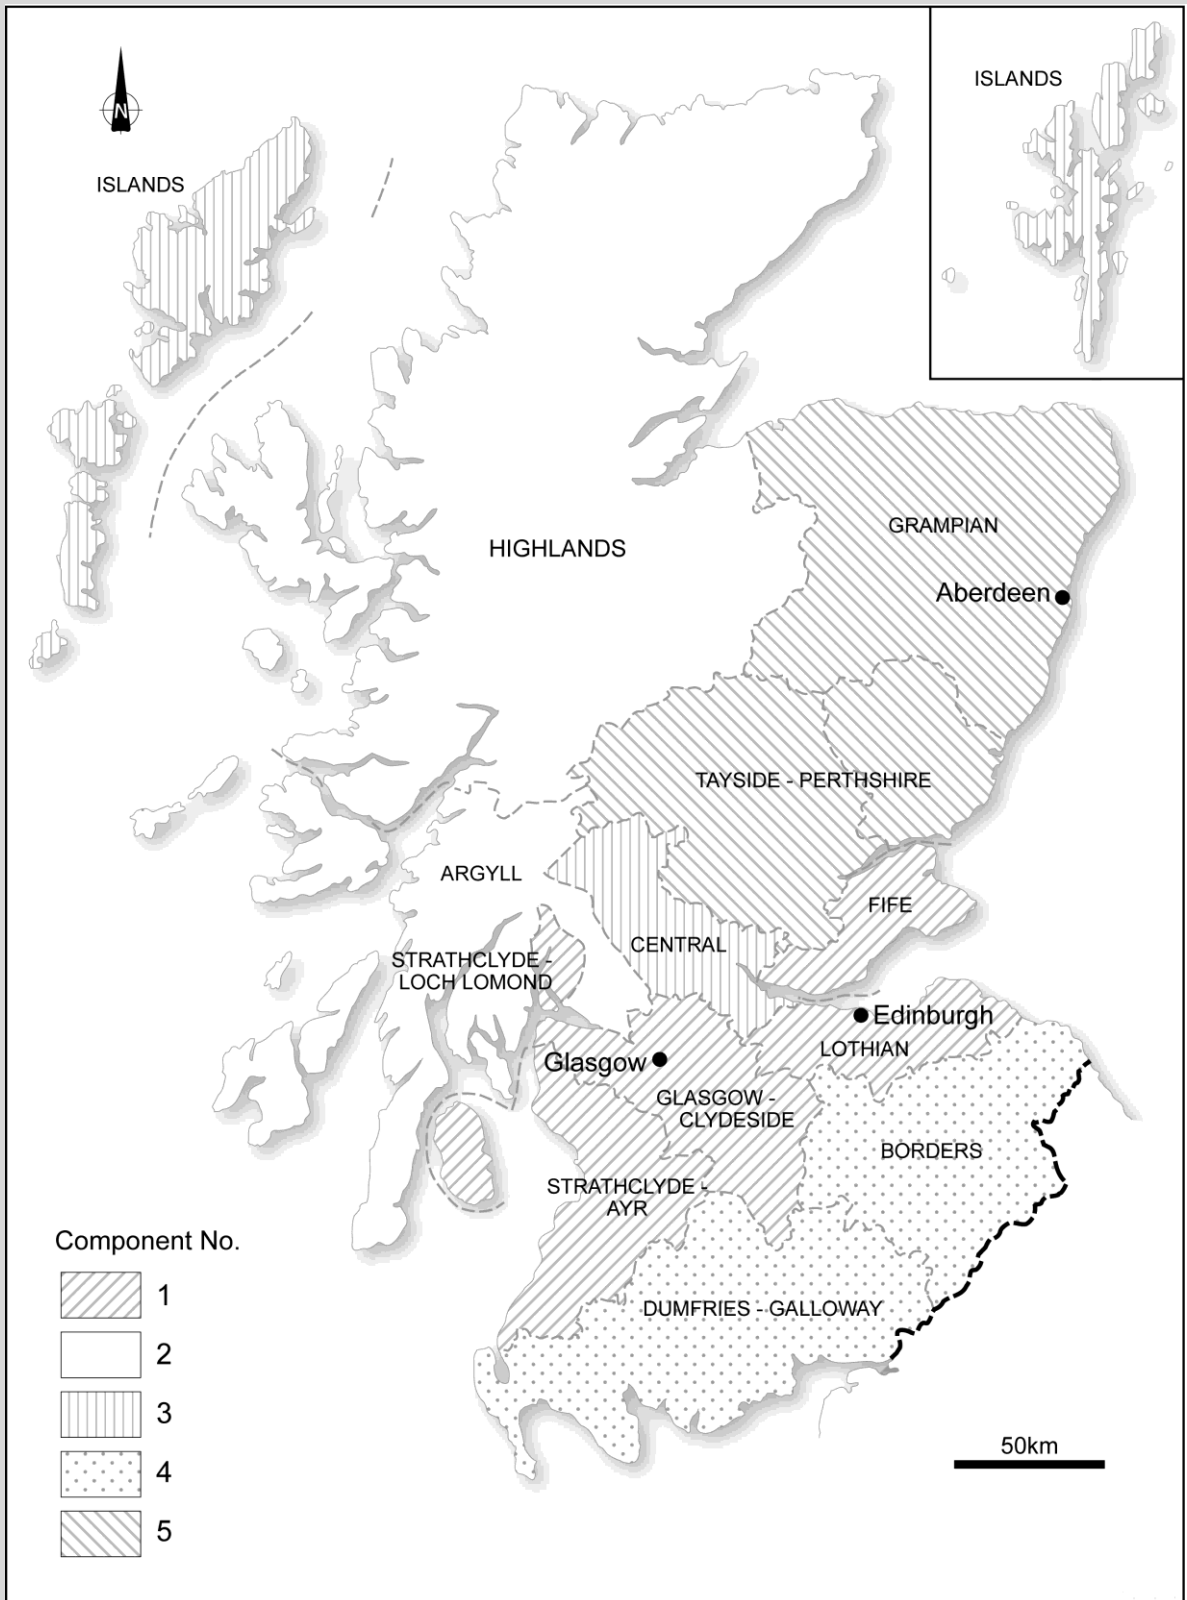 N
ISLANDS
ISLANDS
HIGHLANDS
GRAMPIAN
Aberdeen
TAYSIDE - PERTHSHIRE
ARGYLL
FIFE
CENTRAL
STRATHCLYDE -
LOCH LOMOND
Edinburgh
LOTHIAN
Glasgow
GLASGOW -
CLYDESIDE
BORDERS
STRATHCLYDE -
AYR
DUMFRIES - GALLOWAY
Component No.
1
2
3
4
5
50km